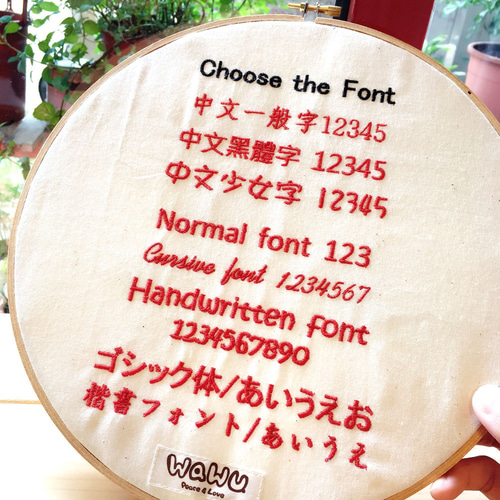 Choose the Font
中文一般字12345
中文黑體字 12345
中文少女字 12345
Normal font 123
Cursive font 1234567
Handwritten font
1234567890
ゴシック体/あいうえお
楷書フォント/あいうえ
WAWU
Peace & Love